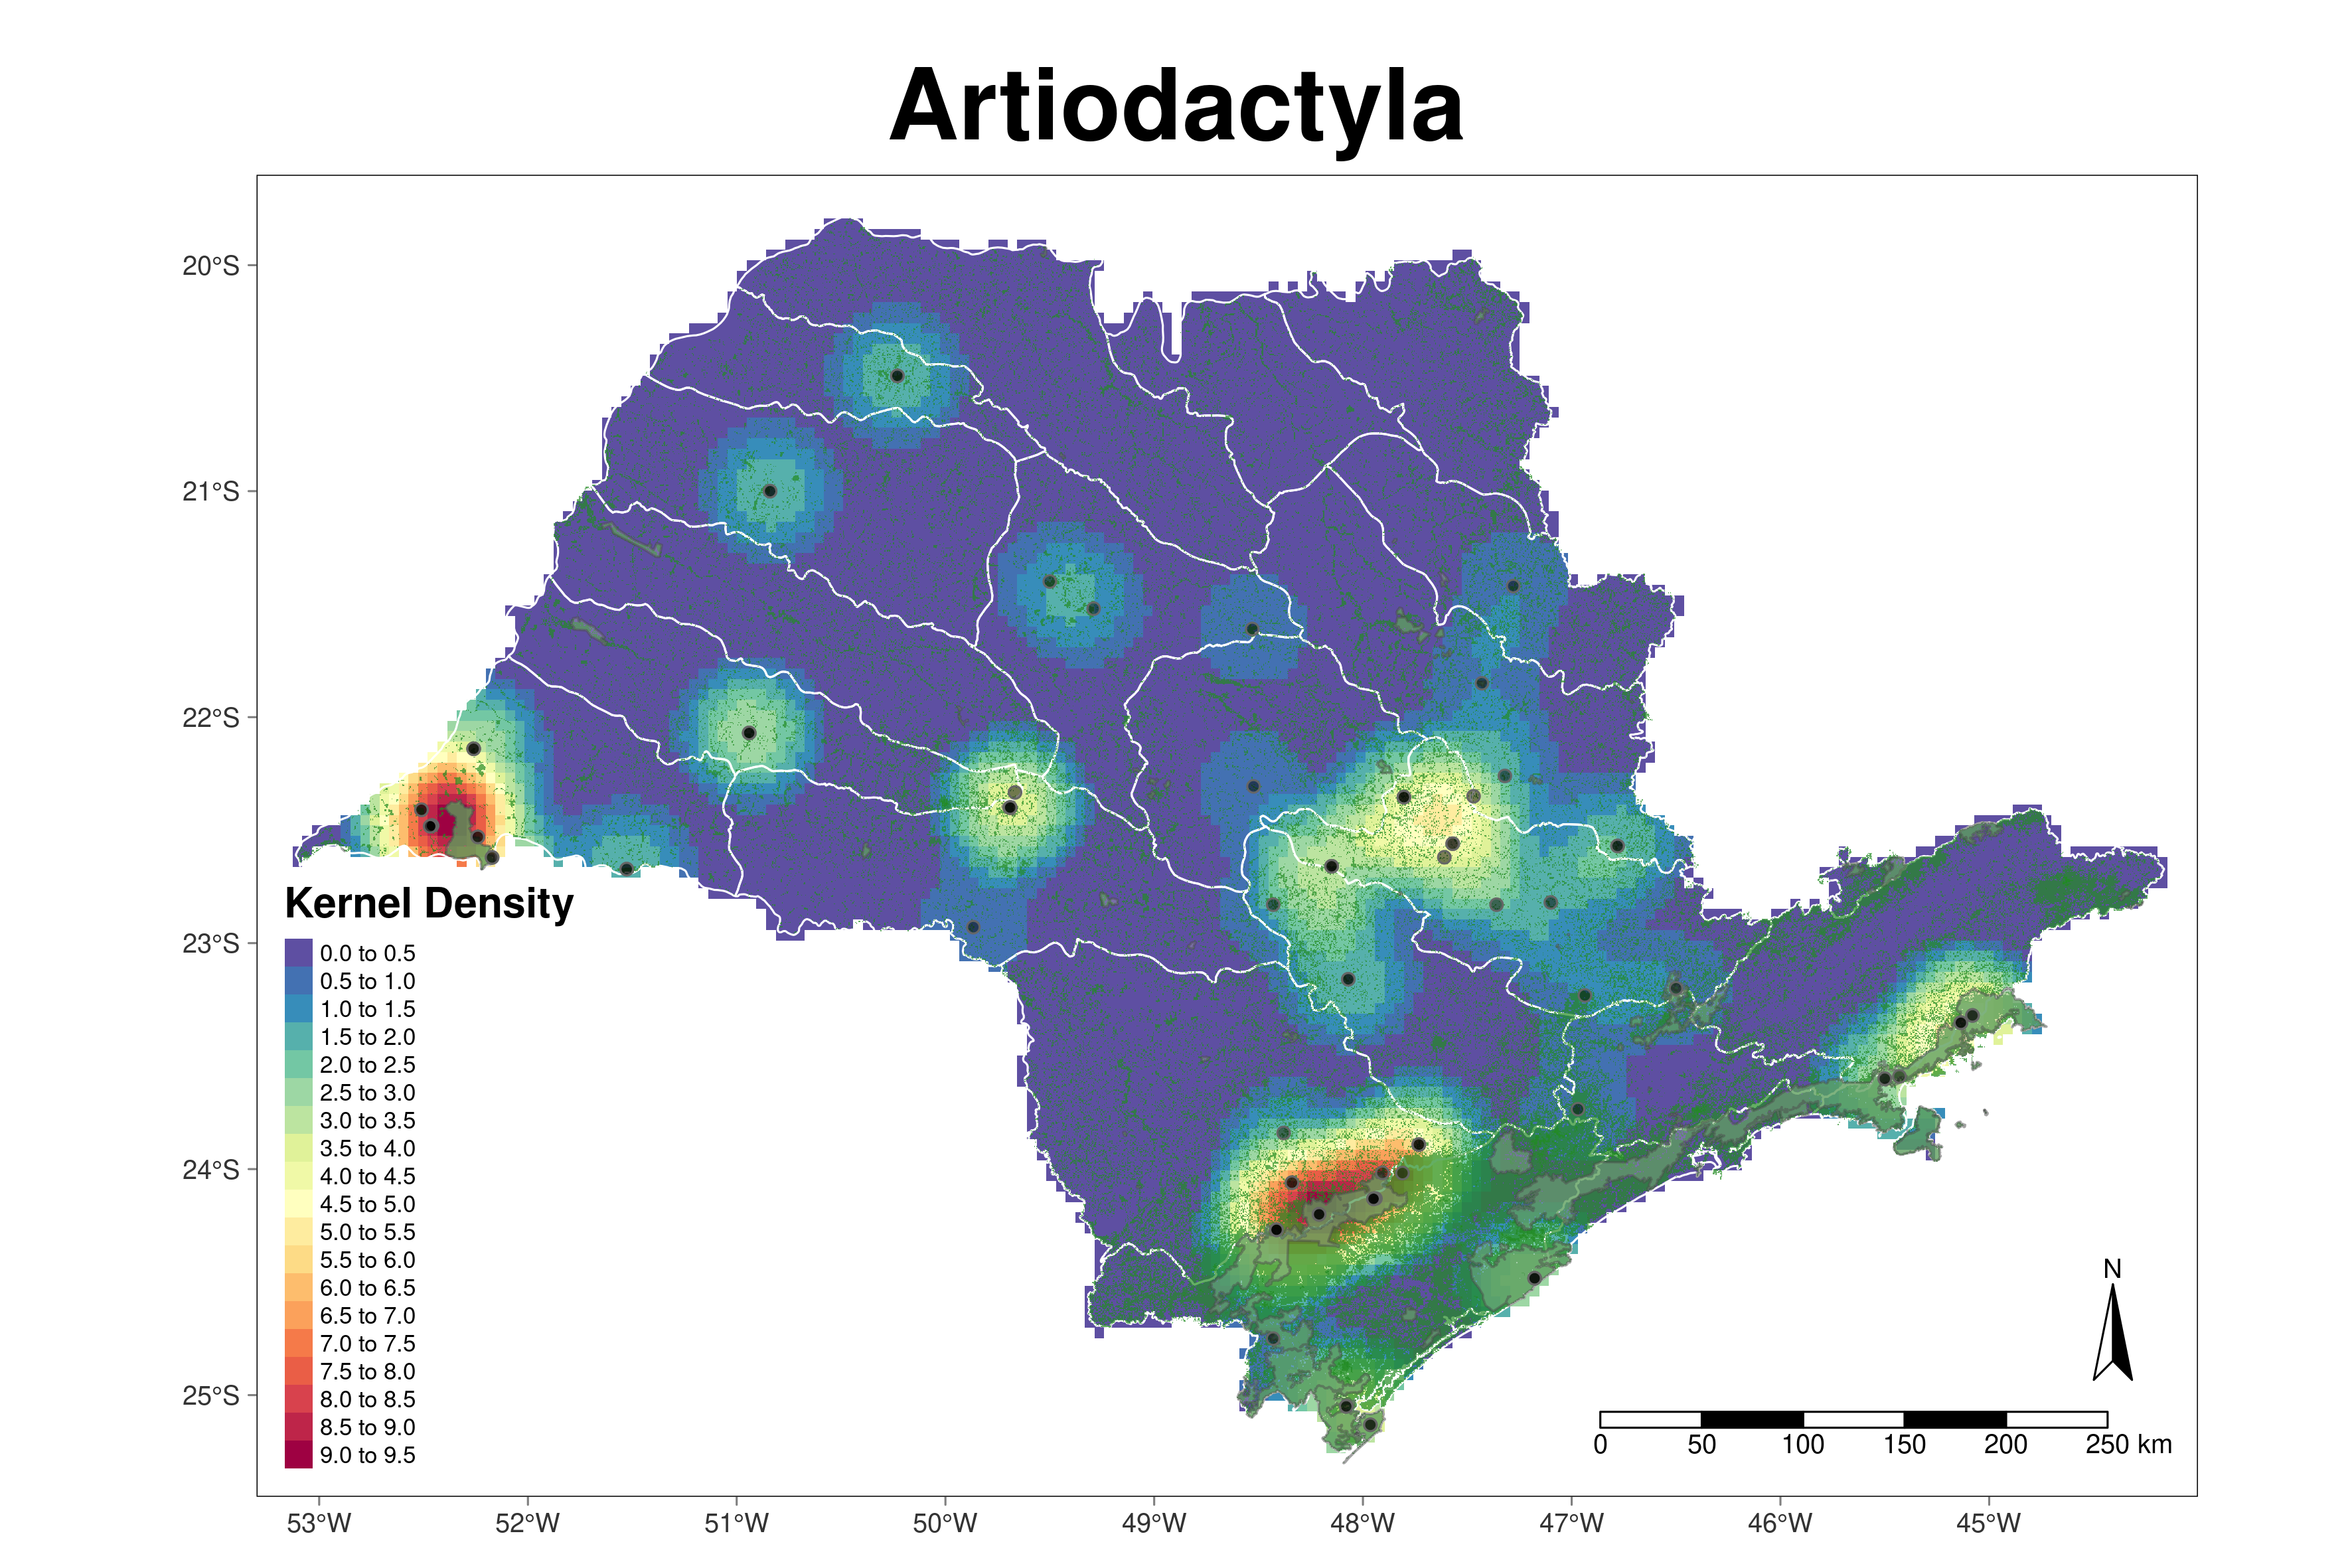 Artiodactyla
20°S
21°S
22°S
23°S
24°S
25°S
Kernel Density
0.0 to 0.5
0.5 to 1.0
1.0 to 1.5
1.5 to 2.0
2.0 to 2.5
2.5 to 3.0
3.0 to 3.5
3.5 to 4.0
4.0 to 4.5
4.5 to 5.0
5.0 to 5.5
5.5 to 6.0
6.0 to 6.5
6.5 to 7.0
7.0 to 7.5
7.5 to 8.0
8.0 to 8.5
8.5 to 9.0
9.0 to 9.5
N
0 50 100 150 200 250 km
53°W 52°W 51°W 50°W 49°W 48°W 47°W 46°W 45°W